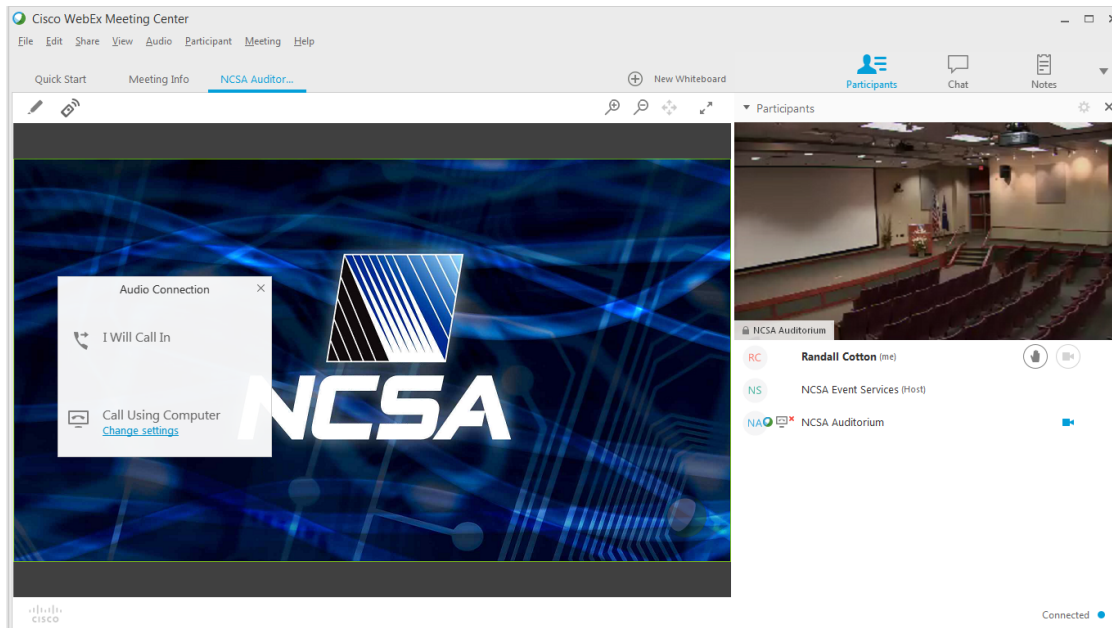 Cisco WebEx Meeting Center
File Edit Share View Audio Participant Meeting Help
Quick Start Meeting Info NCSA Auditor... New Whiteboard
Participants Chat Notes
Participants
Audio Connection
I Will Call In
Call Using Computer
Change settings
NCSA
NCSA Auditorium
RC Randall Cotton (me)
NS NCSA Event Services (Host)
NA NCSA Auditorium
cisco
Connected